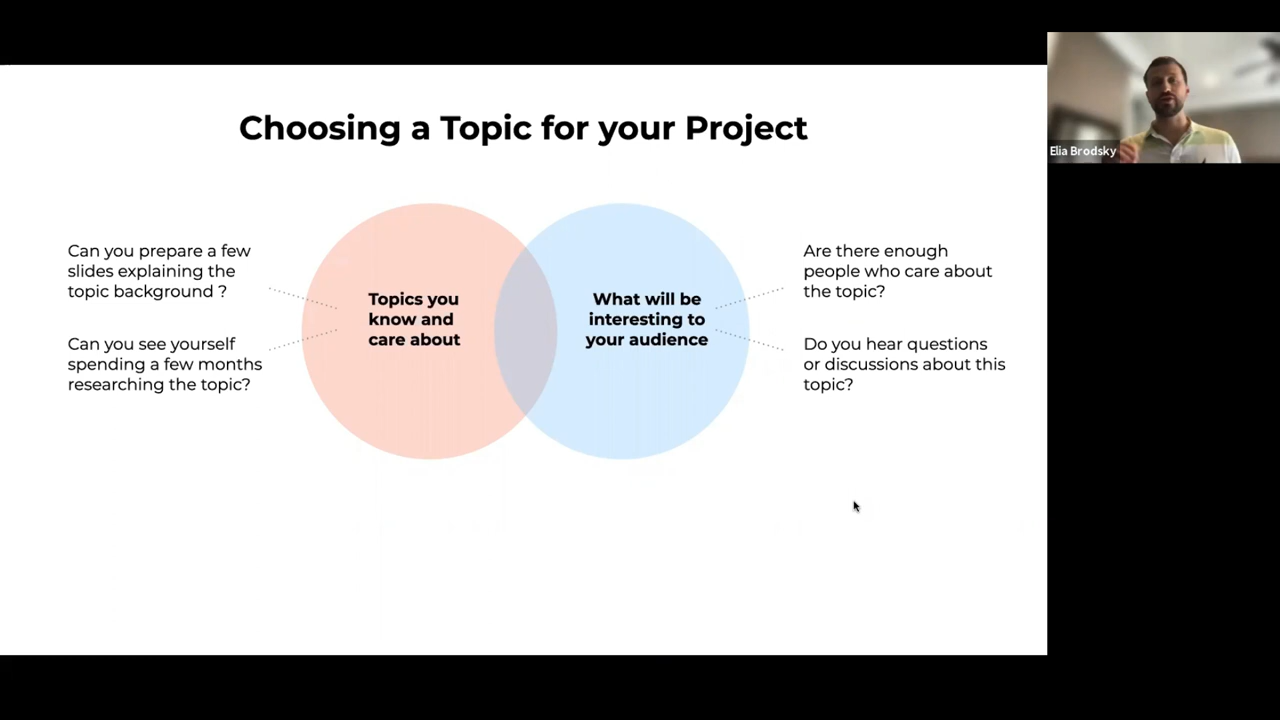 Choosing a Topic for your Project
Elia Brodsky
Can you prepare a few
slides explaining the
topic background ?
Can you see yourself
spending a few months
researching the topic?
Topics you
know and
care about
What will be
interesting to
your audience
Are there enough
people who care about
the topic?
Do you hear questions
or discussions about this
topic?